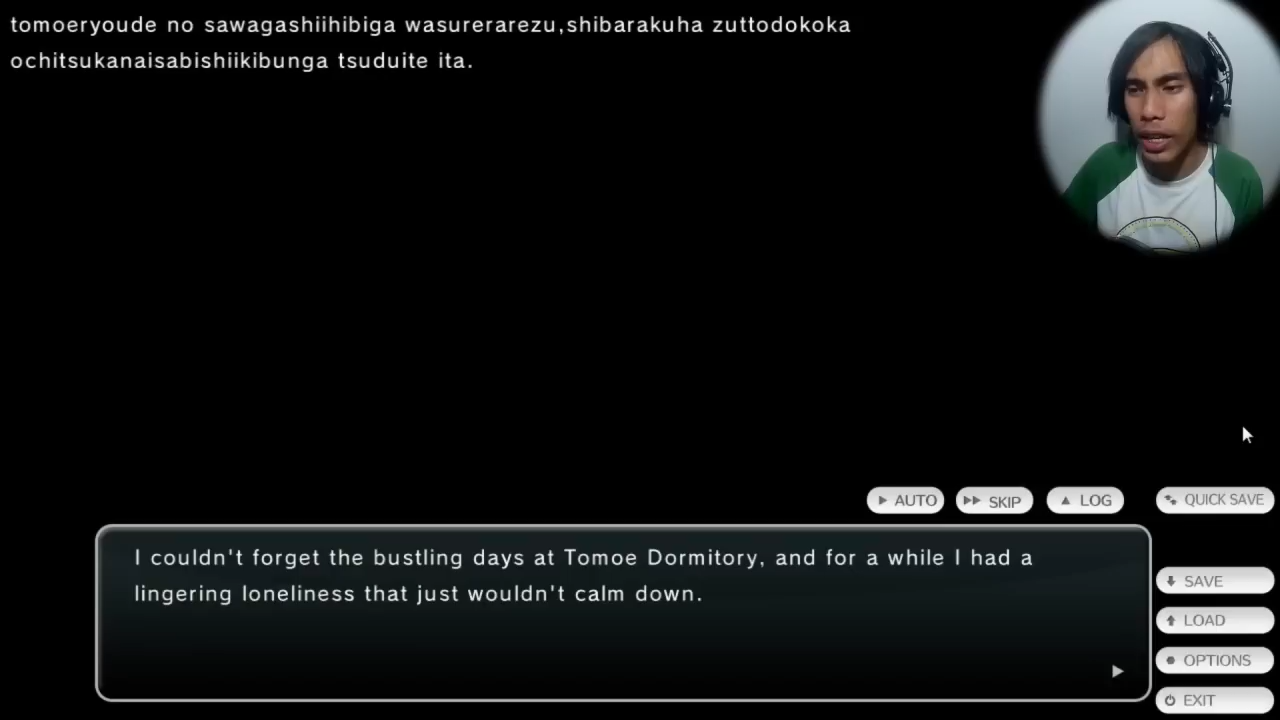 tomoeryoude no sawagashiihibiga wasurerarezu,shibarakuha zuttodokoka
ochitsukanaisabishiikibunga tsuduite ita.
AUTO
SKIP
LOG
QUICK SAVE
I couldn't forget the bustling days at Tomoe Dormitory, and for a while I had a
lingering loneliness that just wouldn't calm down.
SAVE
LOAD
OPTIONS
EXIT